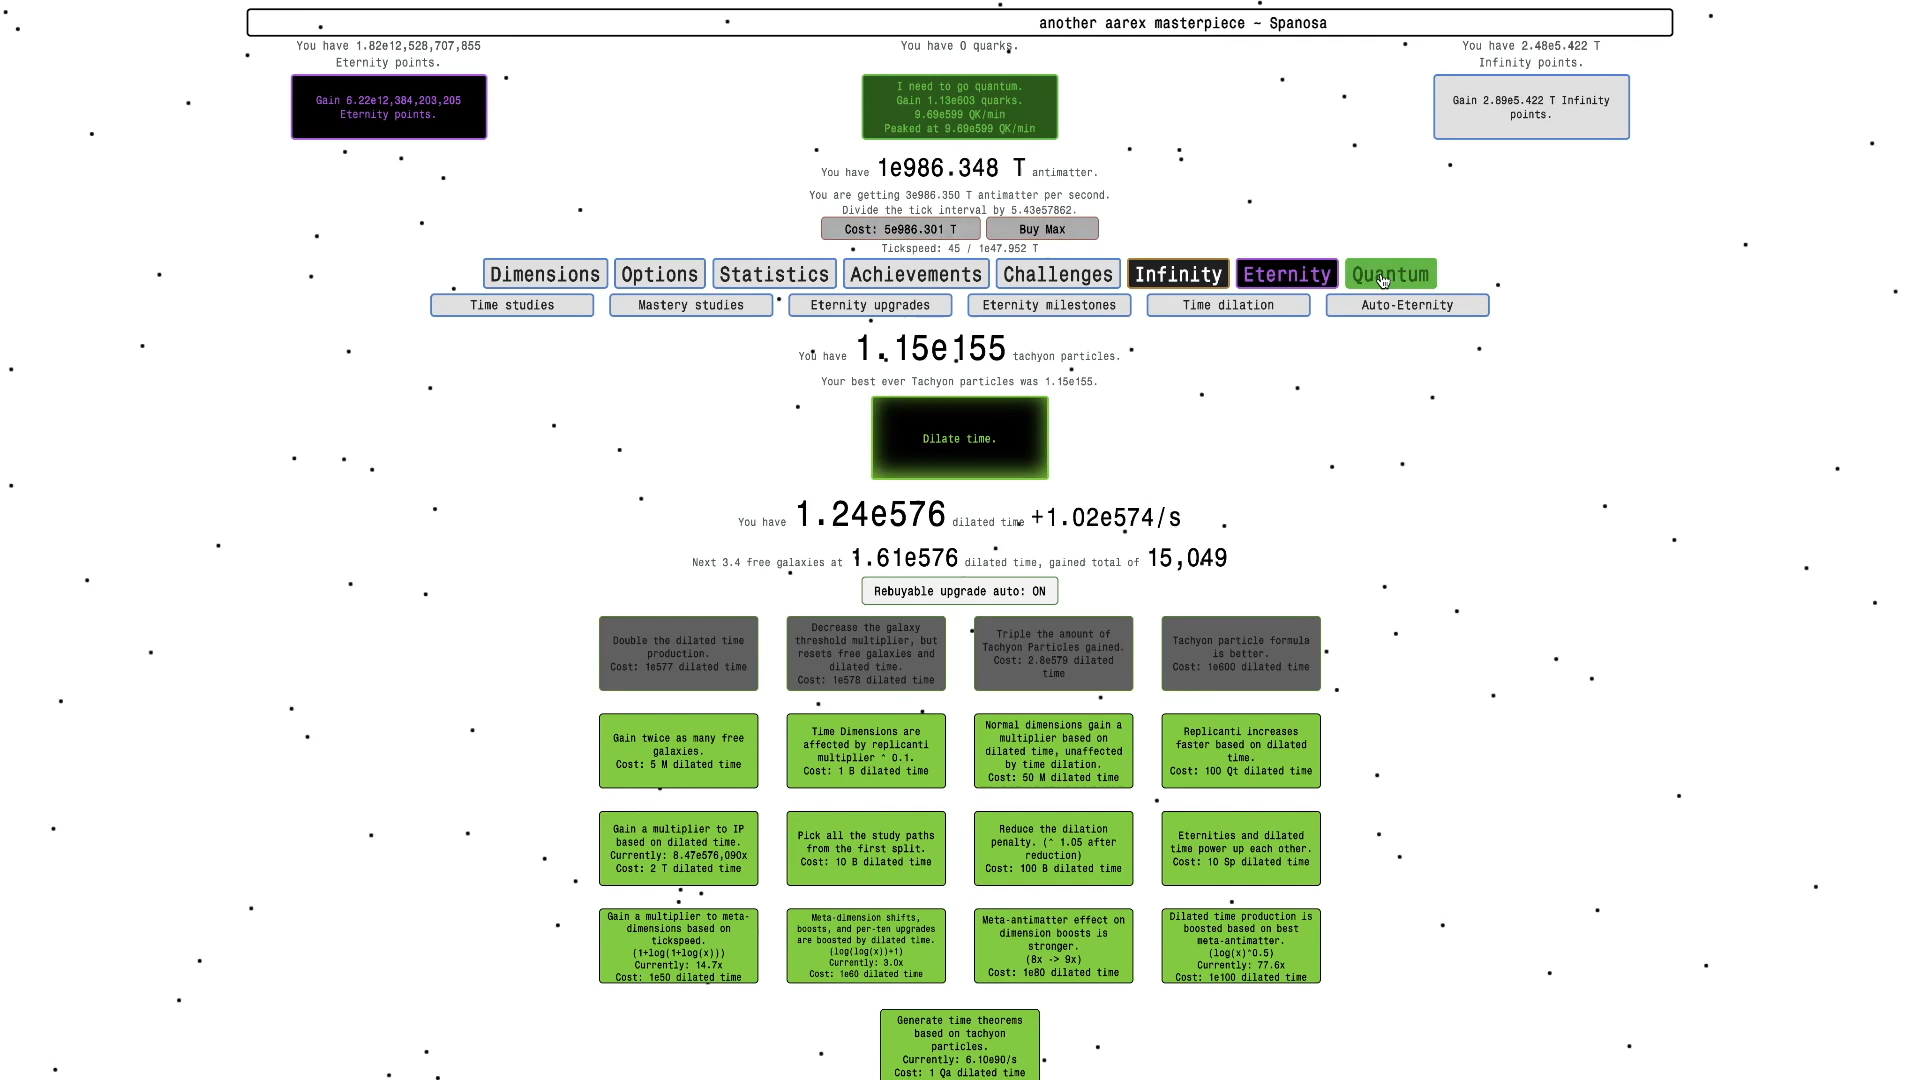 another aarex masterpiece ~ Spanosa
You have 1.82e12,528,707,855
Eternity points.
You have 0 quarks.
You have 2.48e5.422 T
Infinity points.
Gain 6.22e12,384,203,205
Eternity points.
I need to go quantum.
Gain 1.13e603 quarks.
9.69e599 QK/min
Peaked at 9.69e599 QK/min
Gain 2.89e5.422 T Infinity
points.
You have 1e986.348 T antimatter.
You are getting 3e986.350 T antimatter per second.
Divide the tick interval by 5.43e57862.
Cost: 5e986.301 T
Buy Max
Tickspeed: 45 / 1e47.952 T
Dimensions
Options
Statistics
Achievements
Challenges
Infinity
Eternity
Quantum
Time studies
Mastery studies
Eternity upgrades
Eternity milestones
Time dilation
Auto-Eternity
You have 1.15e155 tachyon particles.
Your best ever Tachyon particles was 1.15e155.
Dilate time.
You have 1.24e576 dilated time +1.02e574/s
Next 3.4 free galaxies at 1.61e576 dilated time, gained total of 15,049
Rebuyable upgrade auto: ON
Double the dilated time
production.
Cost: 1e577 dilated time
Decrease the galaxy
threshold multiplier, but
resets free galaxies and
dilated time.
Cost: 1e578 dilated time
Triple the amount of
Tachyon Particles gained.
Cost: 2.8e579 dilated
time
Tachyon particle formula
is better.
Cost: 1e600 dilated time
Gain twice as many free
galaxies.
Cost: 5 M dilated time
Time Dimensions are
affected by replicanti
multiplier ^ 0.1.
Cost: 1 B dilated time
Normal dimensions gain a
multiplier based on
dilated time, unaffected
by time dilation.
Cost: 50 M dilated time
Replicanti increases
faster based on dilated
time.
Cost: 100 Qt dilated time
Gain a multiplier to IP
based on dilated time.
Currently: 8.47e576,090x
Cost: 2 T dilated time
Pick all the study paths
from the first split.
Cost: 10 B dilated time
Reduce the dilation
penalty. (^ 1.05 after
reduction)
Cost: 100 B dilated time
Eternities and dilated
time power up each other.
Cost: 10 Sp dilated time
Gain a multiplier to meta-
dimensions based on
tickspeed.
(1+log(1+log(x)))
Currently: 14.7x
Cost: 1e50 dilated time
Meta-dimension shifts,
boosts, and per-ten upgrades
are boosted by dilated time.
(log(log(x))+1)
Currently: 3.0x
Cost: 1e60 dilated time
Meta-antimatter effect on
dimension boosts is
stronger.
(8x -> 9x)
Cost: 1e80 dilated time
Dilated time production is
boosted based on best
meta-antimatter.
(log(x)^0.5)
Currently: 77.6x
Cost: 1e100 dilated time
Generate time theorems
based on tachyon
particles.
Currently: 6.10e90/s
Cost: 1 Qa dilated time